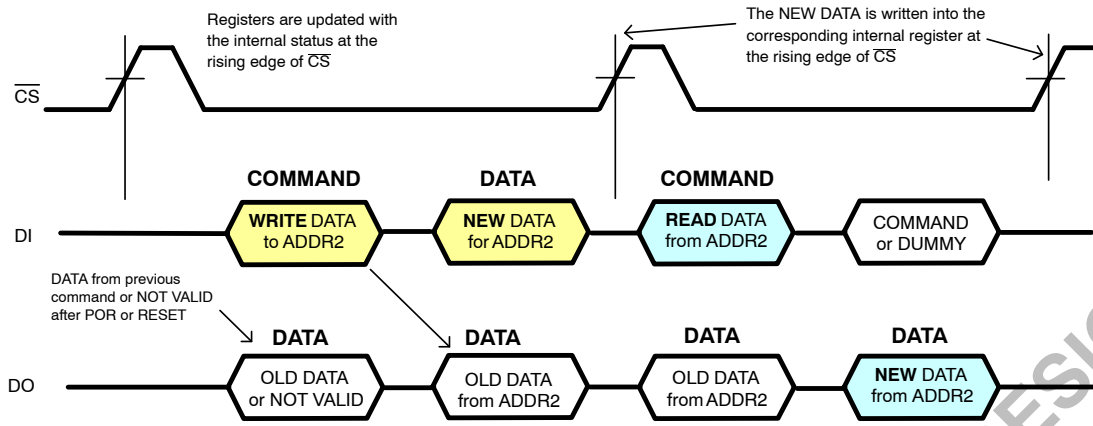 Registers are updated with
the internal status at the
rising edge of CS
The NEW DATA is written into the
corresponding internal register at
the rising edge of CS
CS
COMMAND
DATA
COMMAND
DI
WRITE DATA
to ADDR2
NEW DATA
for ADDR2
READ DATA
from ADDR2
COMMAND
or DUMMY
DATA from previous
command or NOT VALID
after POR or RESET
DATA
DATA
DATA
DATA
DO
OLD DATA
or NOT VALID
OLD DATA
from ADDR2
OLD DATA
from ADDR2
NEW DATA
from ADDR2